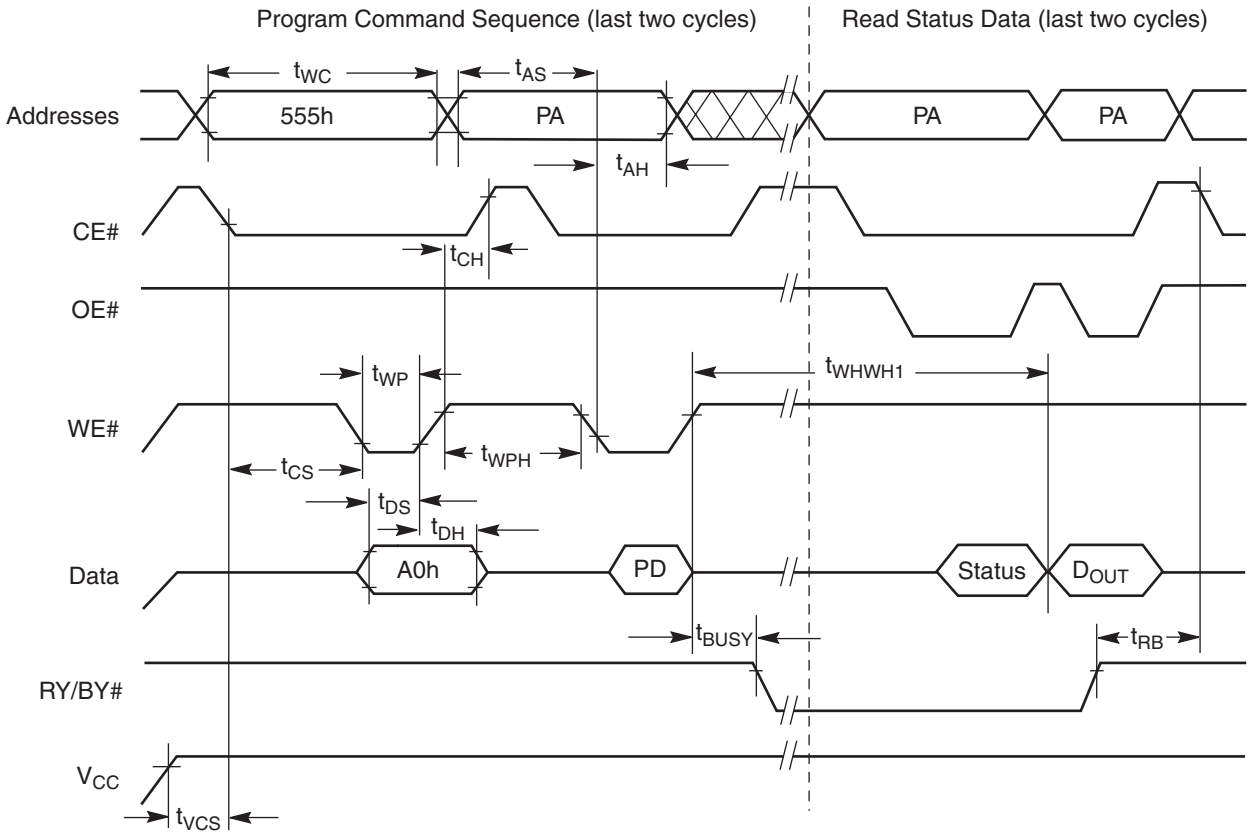 Program Command Sequence (last two cycles)
Read Status Data (last two cycles)
tWC
tAS
Addresses
555h
PA
PA
PA
tAH
CE#
tCH
OE#
tWP
tWHWH1
WE#
tCS
tWPH
tDS
tDH
Data
A0h
PD
Status
DOUT
tBUSY
tRB
RY/BY#
VCC
tVCS